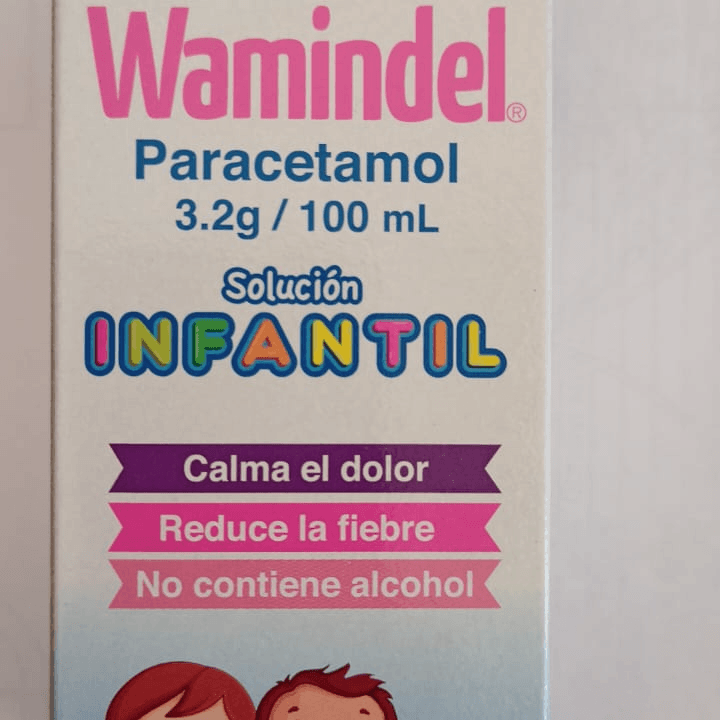 Wamindel®
Paracetamol
3.2g / 100 mL
Solución
INFANTIL
Calma el dolor
Reduce la fiebre
No contiene alcohol